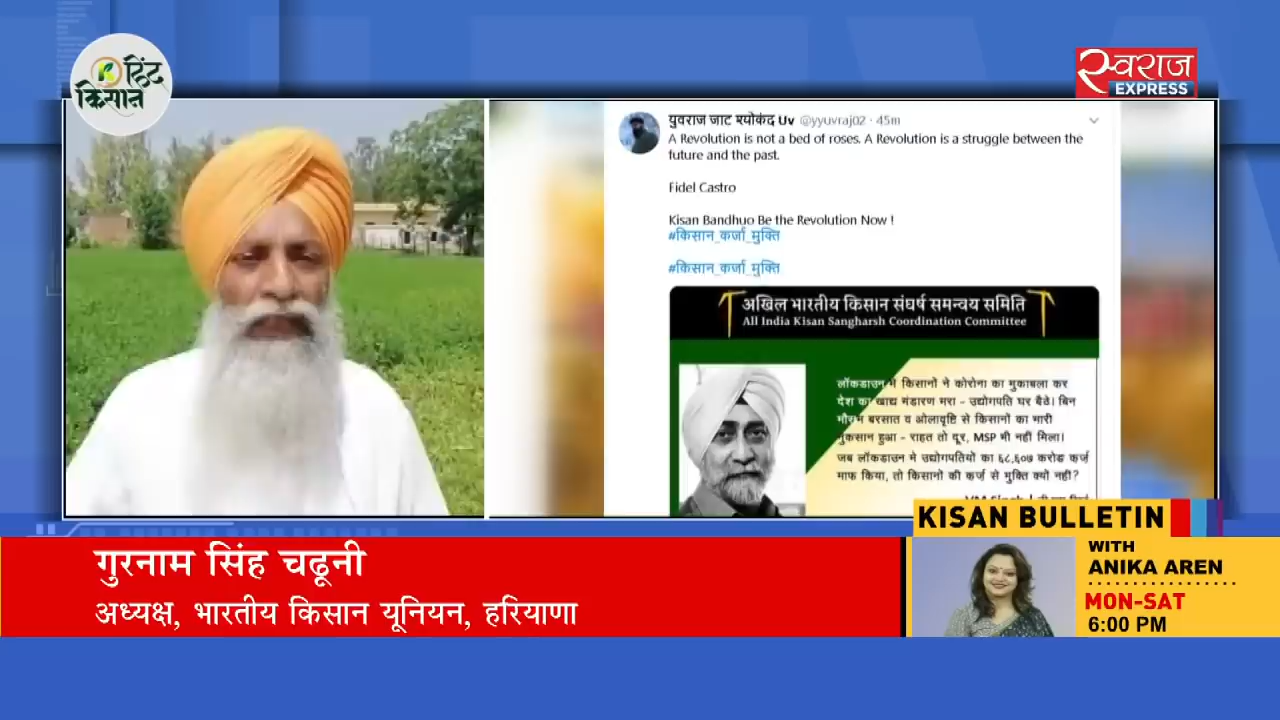 हिंद
किसान
स्वराज
EXPRESS
युवराज जाट श्योकंद Uv @yyuvraj02 · 45m
A Revolution is not a bed of roses. A Revolution is a struggle between the
future and the past.
Fidel Castro
Kisan Bandhuo Be the Revolution Now !
#किसान_कर्जा_मुक्ति
#किसान_कर्जा_मुक्ति
अखिल भारतीय किसान संघर्ष समन्वय समिति
All India Kisan Sangharsh Coordination Committee
लॉकडाउन मे किसानों ने कोरोना का मुकाबला कर
देश का खाद्य भंडारण भरा - उद्योगपति घर बैठे। बिन
मौसम बरसात व ओलावृष्टि से किसानों का भारी
नुकसान हुआ - राहत तो दूर, MSP भी नहीं मिला।
जब लॉकडाउन मे उद्योगपतियों का ६८,६०७ करोड कर्ज
माफ किया, तो किसानों की कर्ज से मुक्ति क्यों नहीं?
VM Singh
KISAN BULLETIN
WITH
ANIKA AREN
MON-SAT
6:00 PM
गुरनाम सिंह चढूनी
अध्यक्ष, भारतीय किसान यूनियन, हरियाणा